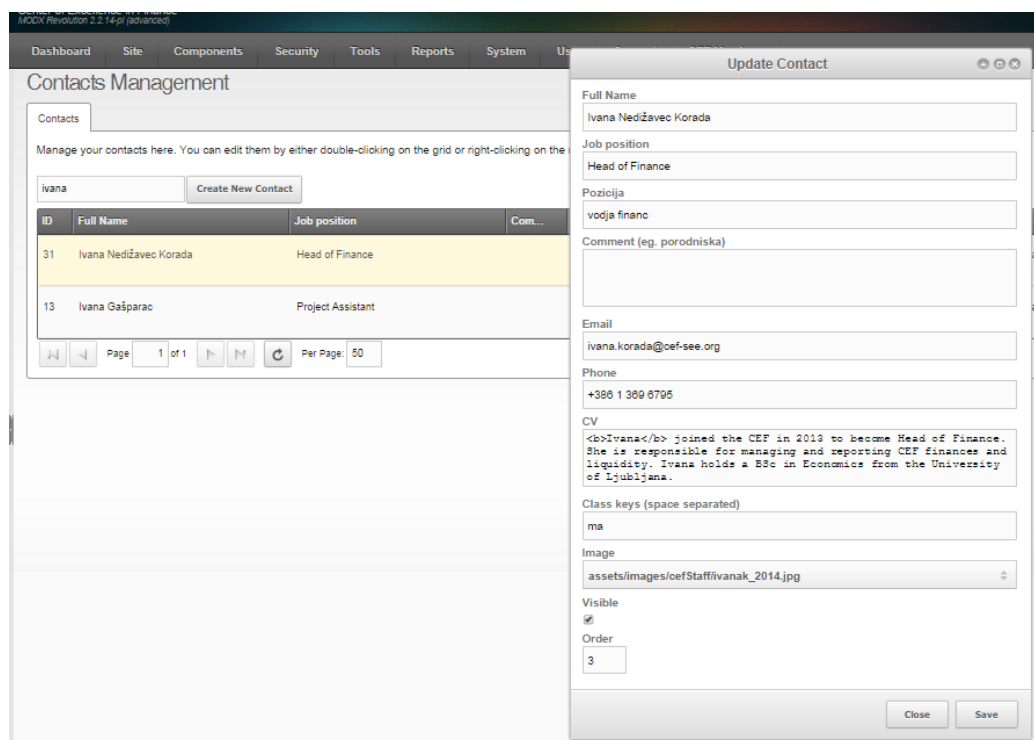 Center of Excellence in Finance
MODX Revolution 2.2.14-pl (advanced)
Dashboard Site Components Security Tools Reports System
Contacts Management
Contacts
Manage your contacts here. You can edit them by either double-clicking on the grid or right-clicking on the
ivana Create New Contact
ID Full Name Job position Com...
31 Ivana Nedižavec Korada Head of Finance
13 Ivana Gašparac Project Assistant
Page 1 of 1 Per Page: 50
Update Contact
Full Name
Ivana Nedižavec Korada
Job position
Head of Finance
Pozicija
vodja financ
Comment (eg. porodniska)
Email
ivana.korada@cef-see.org
Phone
+386 1 369 6795
CV
<b>Ivana</b> joined the CEF in 2013 to become Head of Finance.
She is responsible for managing and reporting CEF finances and
liquidity. Ivana holds a BSc in Economics from the University
of Ljubljana.
Class keys (space separated)
ma
Image
assets/images/cefStaff/ivanak_2014.jpg
Visible
Order
3
Close Save